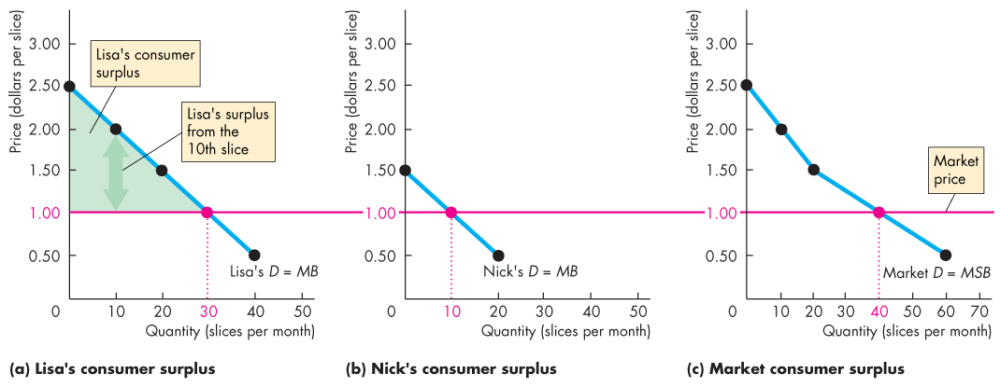 Price (dollars per slice)
3.00
2.50
2.00
1.50
1.00
0.50
0
10
20
30
40
50
Quantity (slices per month)
Lisa's consumer
surplus
Lisa's surplus
from the
10th slice
Lisa's D = MB
(a) Lisa's consumer surplus
Price (dollars per slice)
3.00
2.50
2.00
1.50
1.00
0.50
0
10
20
30
40
50
Quantity (slices per month)
Nick's D = MB
(b) Nick's consumer surplus
Price (dollars per slice)
3.00
2.50
2.00
1.50
1.00
0.50
0
10
20
30
40
50
60
70
Quantity (slices per month)
Market
price
Market D = MSB
(c) Market consumer surplus